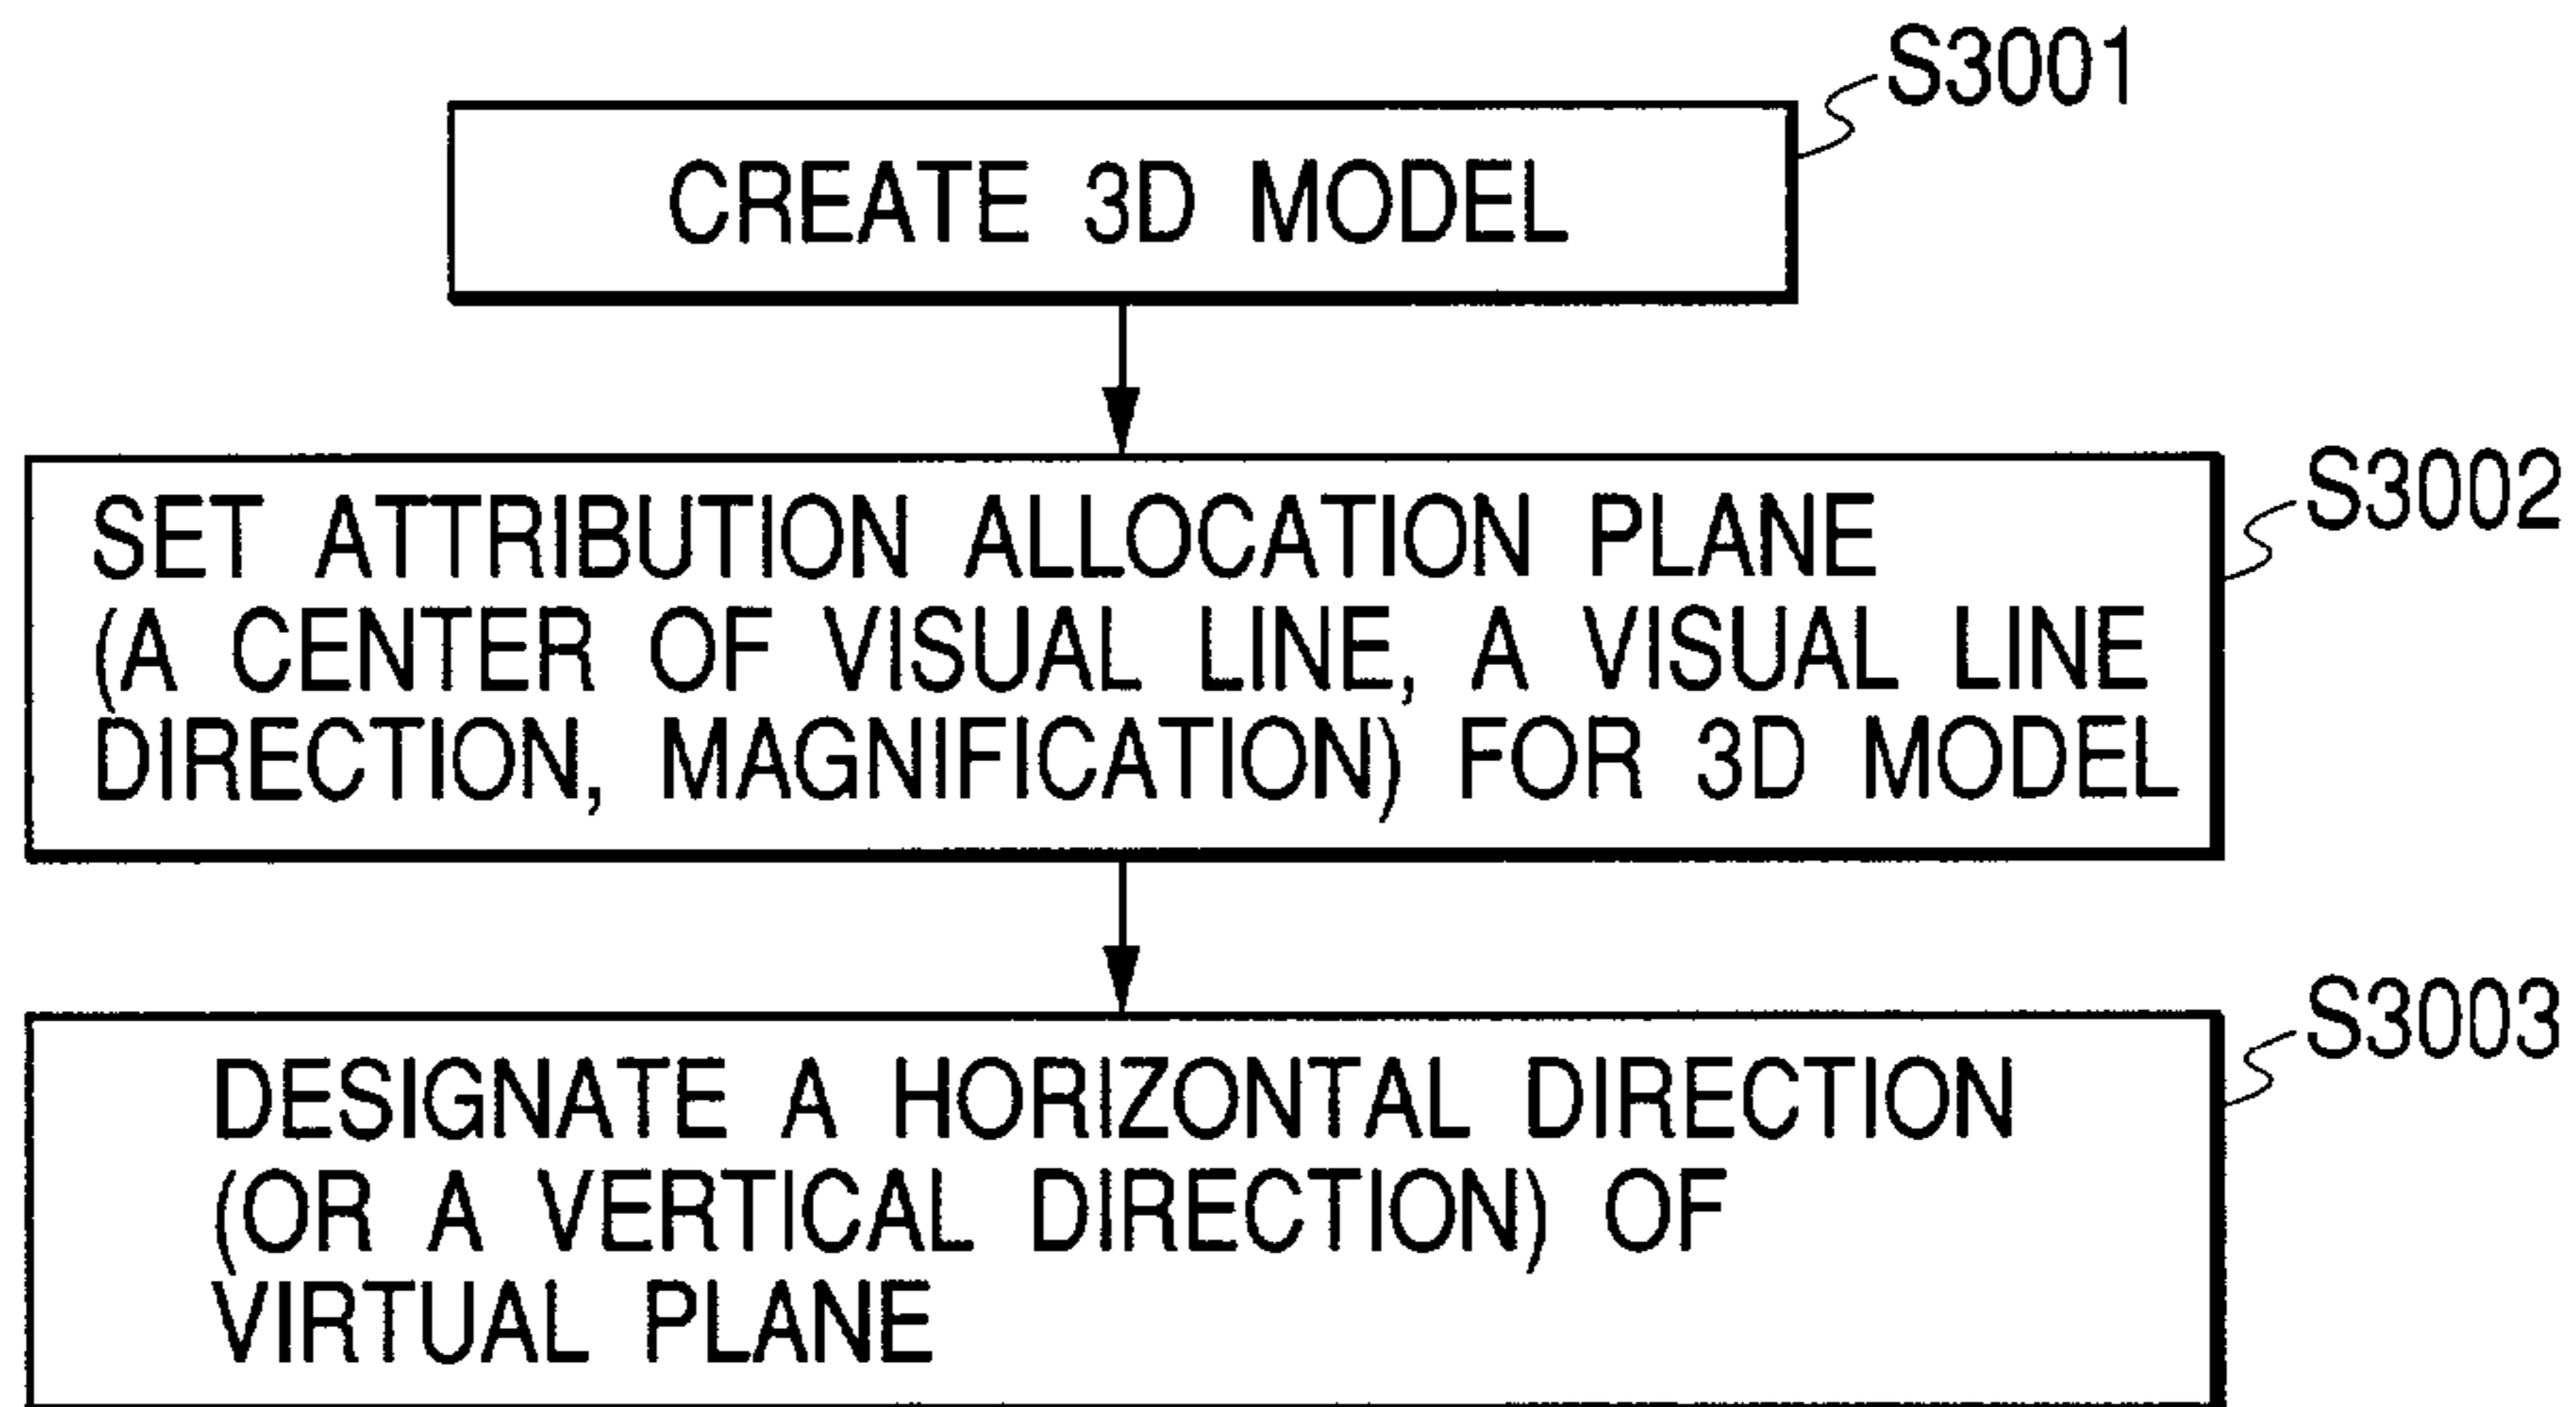 S3001
CREATE 3D MODEL
S3002
SET ATTRIBUTION ALLOCATION PLANE
(A CENTER OF VISUAL LINE, A VISUAL LINE
DIRECTION, MAGNIFICATION) FOR 3D MODEL
S3003
DESIGNATE A HORIZONTAL DIRECTION
(OR A VERTICAL DIRECTION) OF
VIRTUAL PLANE